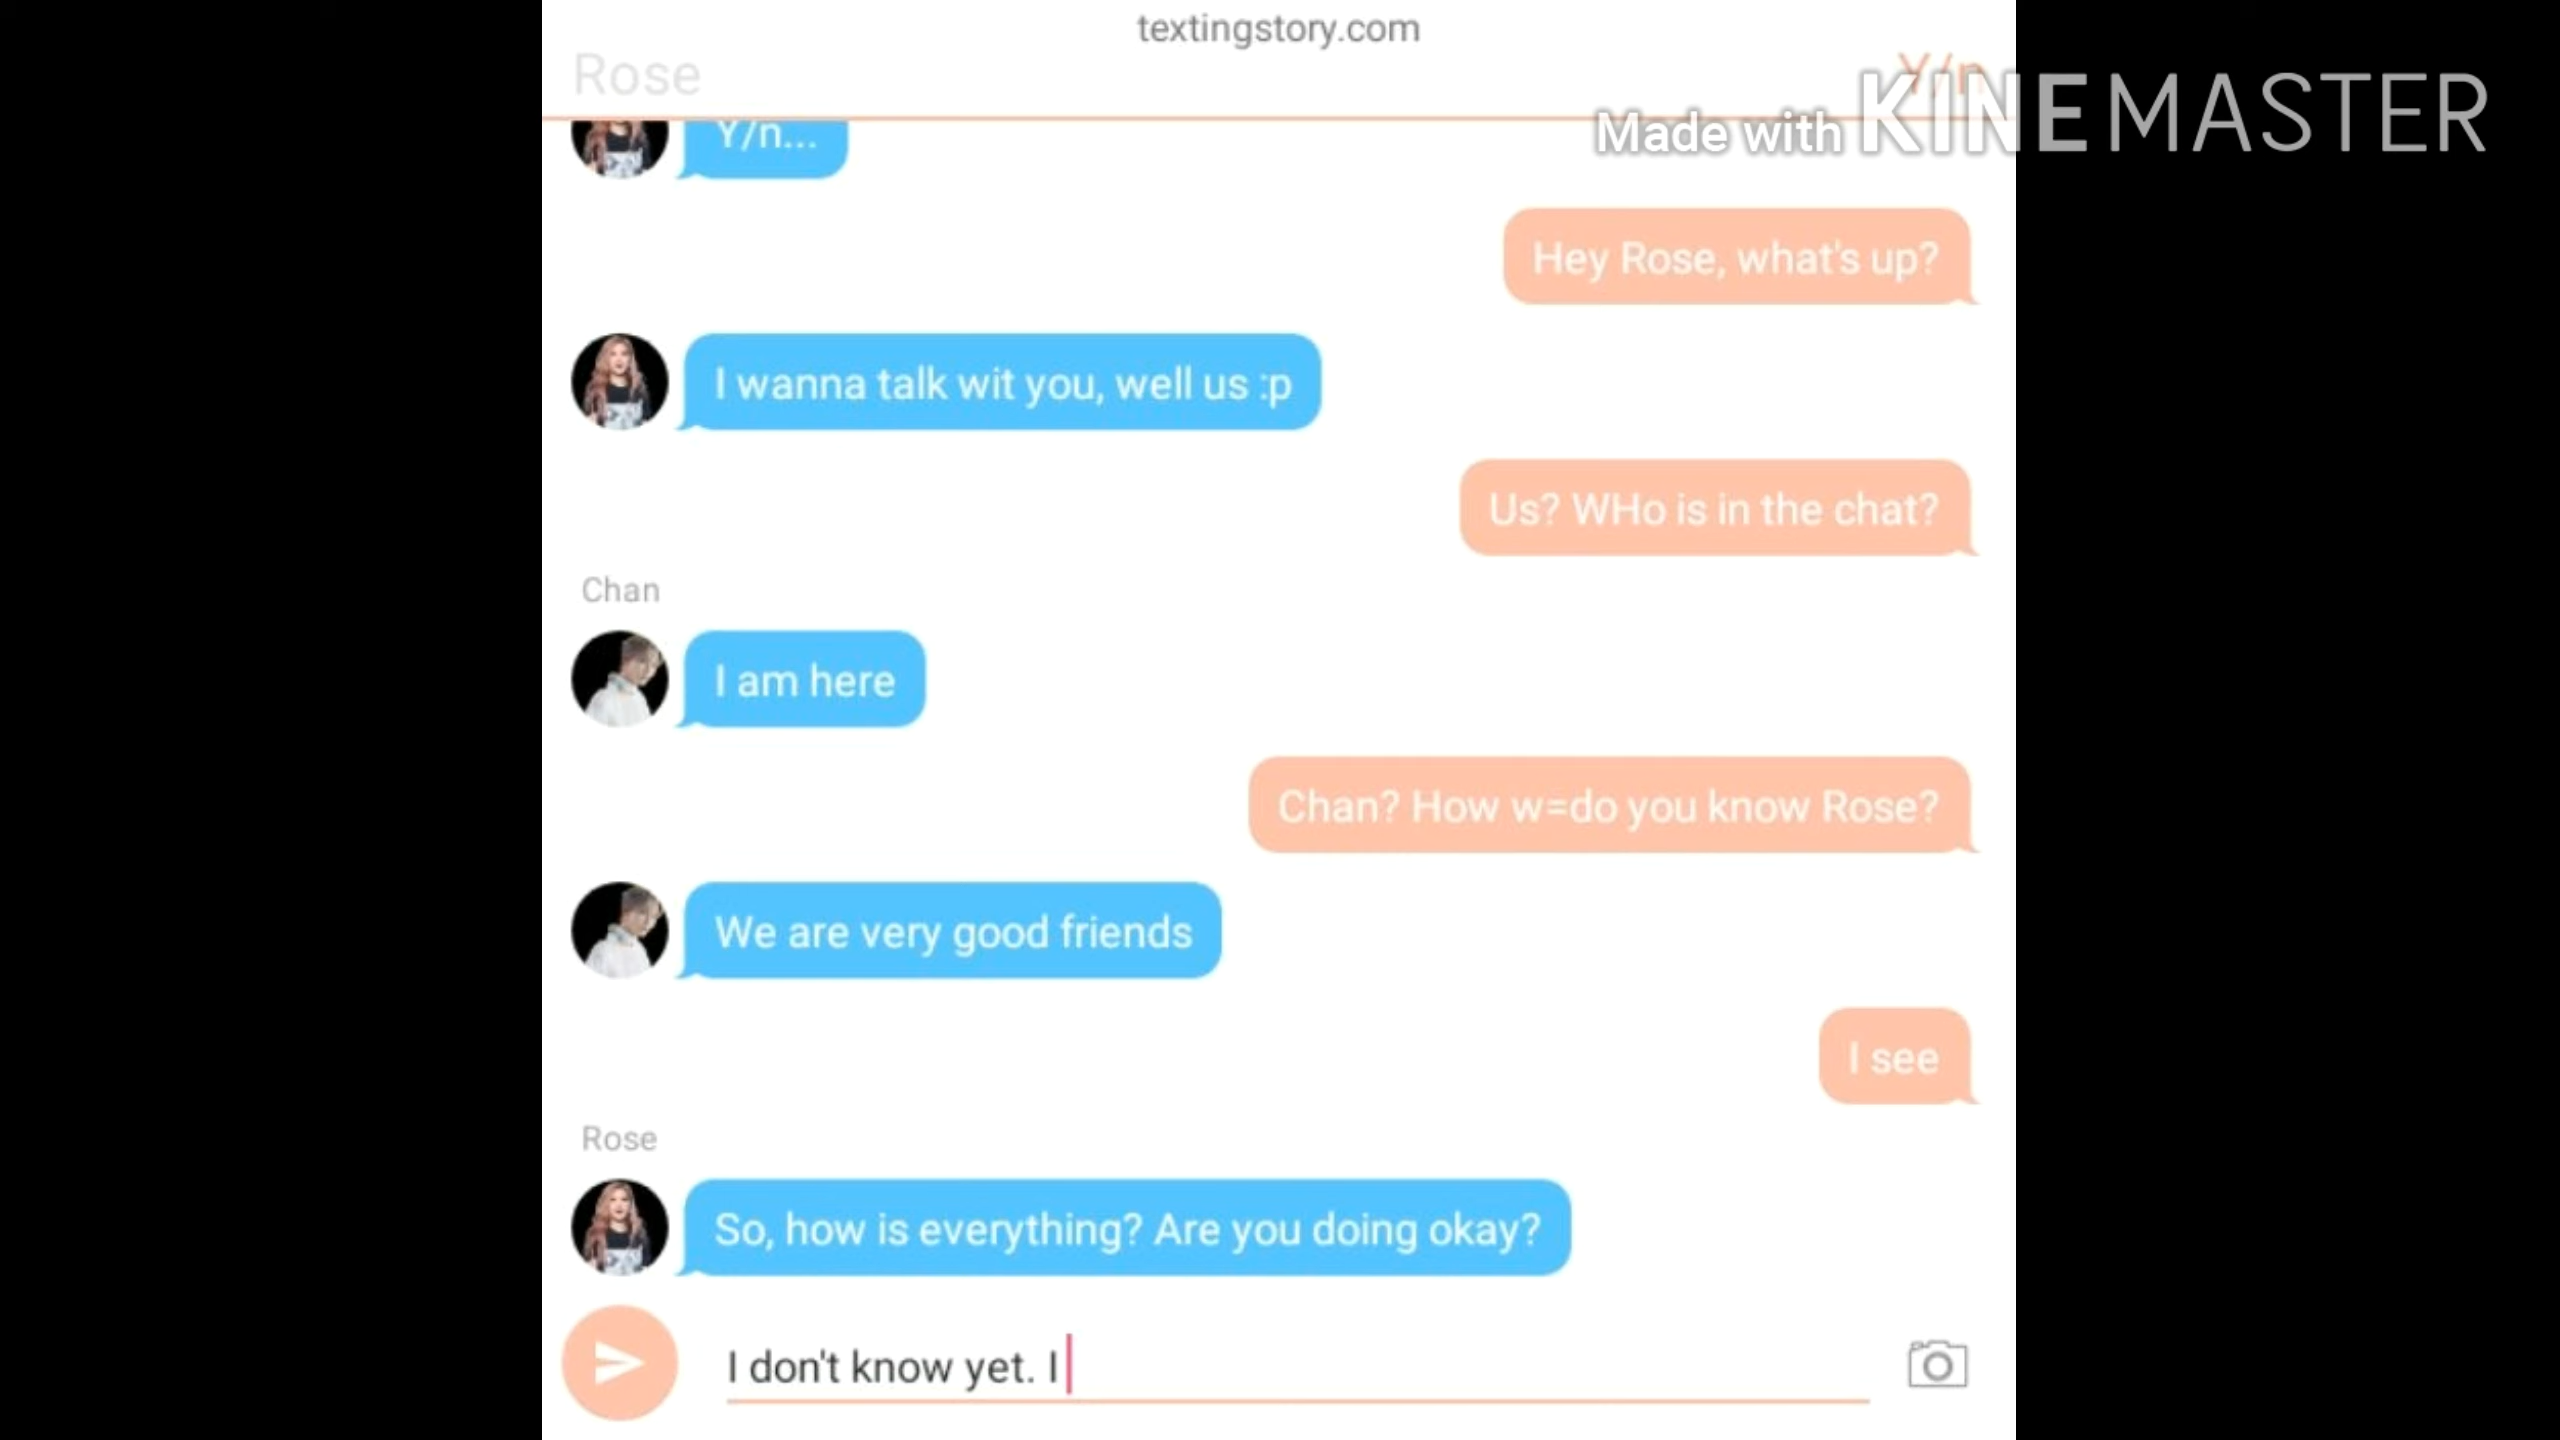 textingstory.com
Rose
Y/n
Made with KINEMASTER
Y/n...
Hey Rose, what's up?
I wanna talk wit you, well us :p
Us? WHo is in the chat?
Chan
I am here
Chan? How w=do you know Rose?
We are very good friends
I see
Rose
So, how is everything? Are you doing okay?
I don't know yet. I